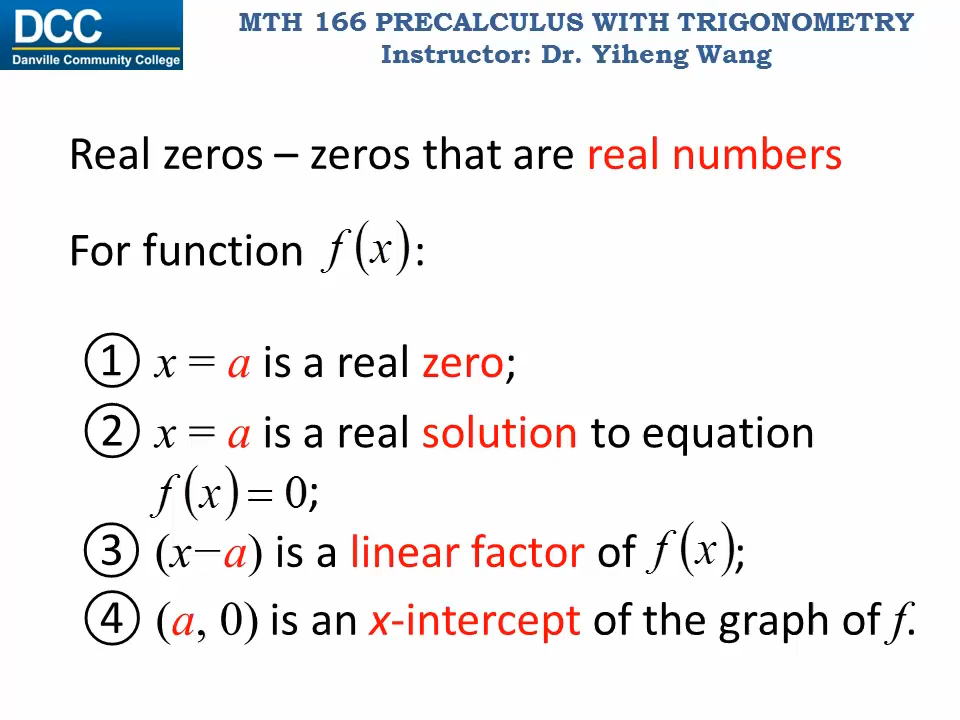 DCC
Danville Community College
MTH 166 PRECALCULUS WITH TRIGONOMETRY
Instructor: Dr. Yiheng Wang
Real zeros – zeros that are real numbers
For function f(x):
① x = a is a real zero;
② x = a is a real solution to equation
f(x) = 0;
③ (x−a) is a linear factor of f(x);
④ (a, 0) is an x-intercept of the graph of f.